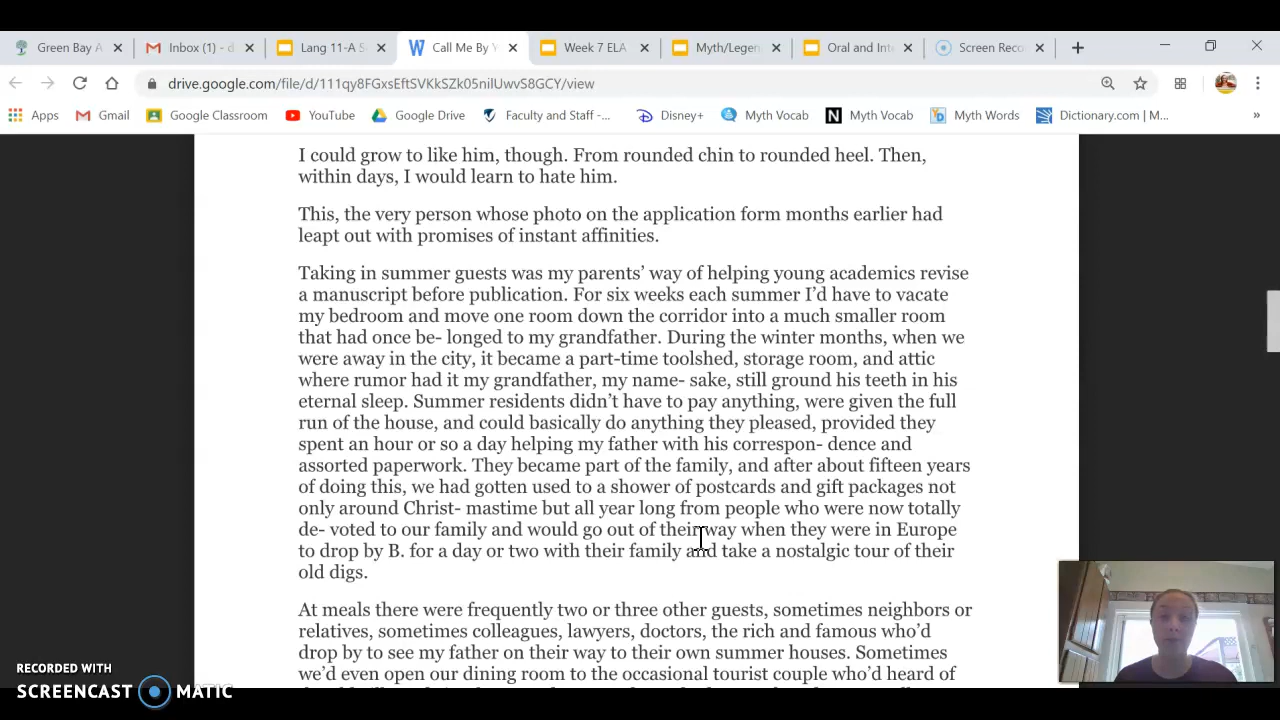 Green Bay A
Inbox (1) - d
Lang 11-A S
Call Me By Y
Week 7 ELA
Myth/Legen
Oral and Int
Screen Reco
drive.google.com/file/d/111qy8FGxsEftSVKkSZk05nilUwvS8GCY/view
Apps
Gmail
Google Classroom
YouTube
Google Drive
Faculty and Staff -...
Disney+
Myth Vocab
Myth Vocab
Myth Words
Dictionary.com | M...
»
I could grow to like him, though. From rounded chin to rounded heel. Then,
within days, I would learn to hate him.
This, the very person whose photo on the application form months earlier had
leapt out with promises of instant affinities.
Taking in summer guests was my parents’ way of helping young academics revise
a manuscript before publication. For six weeks each summer I’d have to vacate
my bedroom and move one room down the corridor into a much smaller room
that had once be- longed to my grandfather. During the winter months, when we
were away in the city, it became a part-time toolshed, storage room, and attic
where rumor had it my grandfather, my name- sake, still ground his teeth in his
eternal sleep. Summer residents didn’t have to pay anything, were given the full
run of the house, and could basically do anything they pleased, provided they
spent an hour or so a day helping my father with his correspon- dence and
assorted paperwork. They became part of the family, and after about fifteen years
of doing this, we had gotten used to a shower of postcards and gift packages not
only around Christ- mastime but all year long from people who were now totally
de- voted to our family and would go out of their way when they were in Europe
to drop by B. for a day or two with their family and take a nostalgic tour of their
old digs.
At meals there were frequently two or three other guests, sometimes neighbors or
relatives, sometimes colleagues, lawyers, doctors, the rich and famous who’d
drop by to see my father on their way to their own summer houses. Sometimes
we’d even open our dining room to the occasional tourist couple who’d heard of
RECORDED WITH
SCREENCAST MATIC